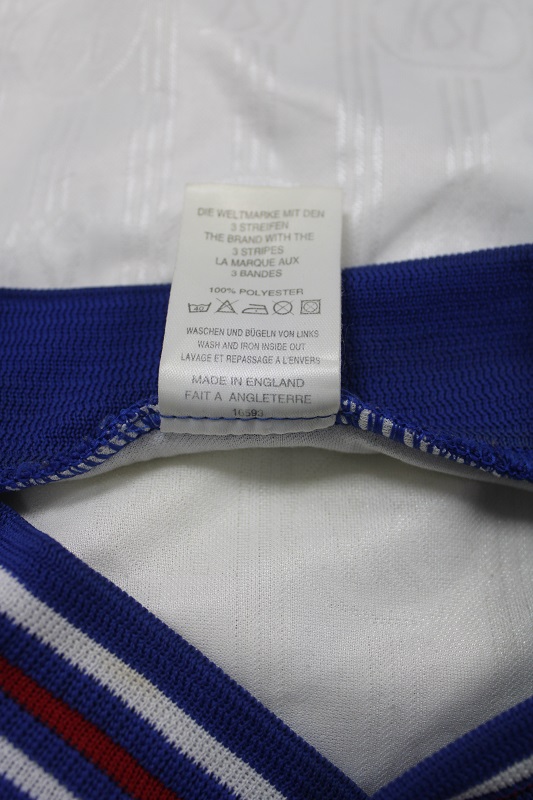 DIE WELTMARKE MIT DEN
3 STREIFEN
THE BRAND WITH THE
3 STRIPES
LA MARQUE AUX
3 BANDES
100% POLYESTER
40
WASCHEN UND BÜGELN VON LINKS
WASH AND IRON INSIDE OUT
LAVAGE ET REPASSAGE A L'ENVERS
MADE IN ENGLAND
FAIT A ANGLETERRE
16593